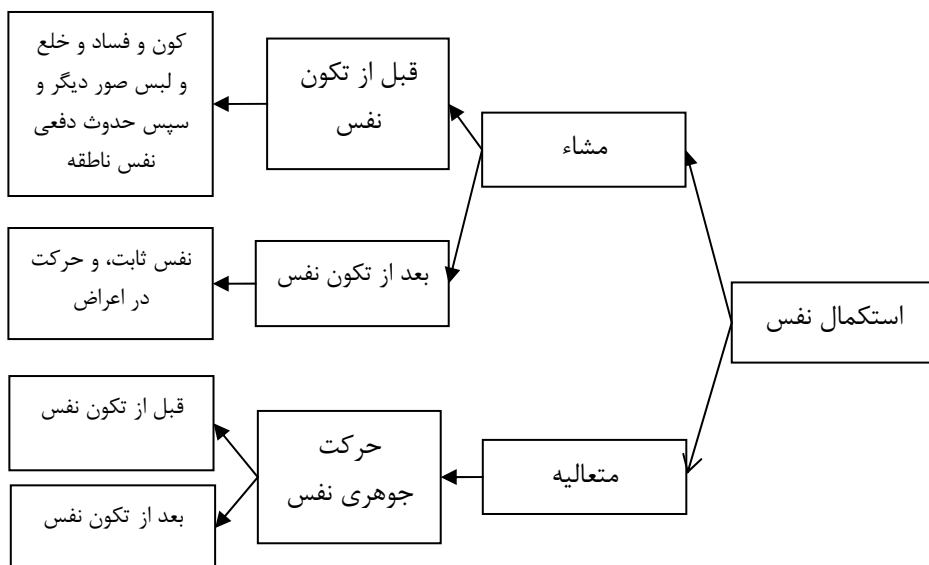 استکمال نفس
مشاء
قبل از تکون
نفس
کون و فساد و خلع
و لبس صور دیگر و
سپس حدوث دفعی
نفس ناطقه
بعد از تکون نفس
نفس ثابت، و حرکت
در اعراض
متعالیه
حرکت
جوهری نفس
قبل از تکون نفس
بعد از تکون نفس